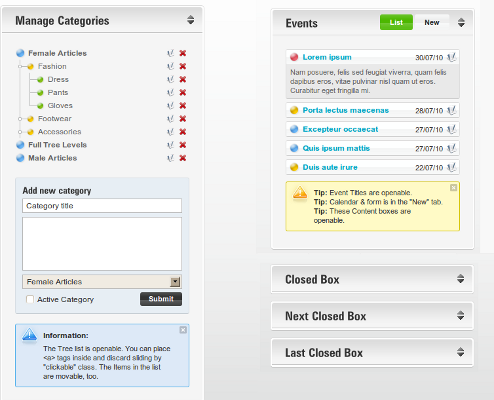 Manage Categories
Female Articles
Fashion
Dress
Pants
Gloves
Footwear
Accessories
Full Tree Levels
Male Articles
Add new category
Category title
Female Articles
Active Category
Submit
Information:
The Tree list is openable. You can place
<a> tags inside and discard sliding by
"clickable" class. The Items in the list
are movable, too.
Events
List
New
Lorem ipsum 30/07/10
Nam posuere, felis sed feugiat viverra, quam felis
dapibus eros, vitae pulvinar nisl quam ut eros.
Curabitur eget fringilla mi.
Porta lectus maecenas 28/07/10
Excepteur occaecat 27/07/10
Quis ipsum mattis 27/07/10
Duis aute irure 22/07/10
Tip: Event Titles are openable.
Tip: Calendar & form is in the "New" tab.
Tip: These Content boxes are
openable.
Closed Box
Next Closed Box
Last Closed Box